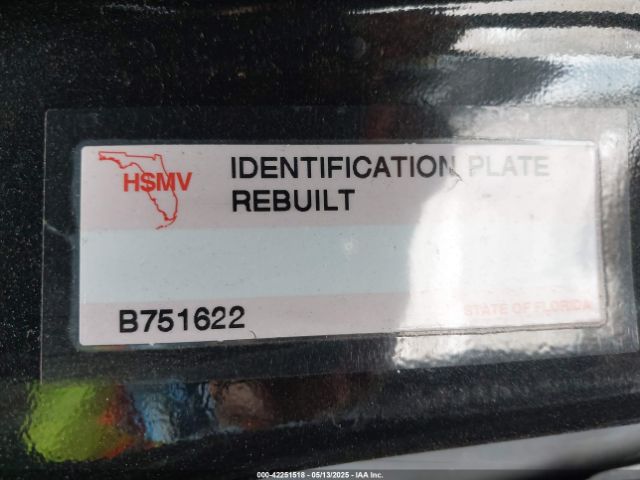 HSMV
IDENTIFICATION PLATE
REBUILT
B751622
STATE OF FLORIDA
000-42251518 - 05/13/2025 - IAA Inc.